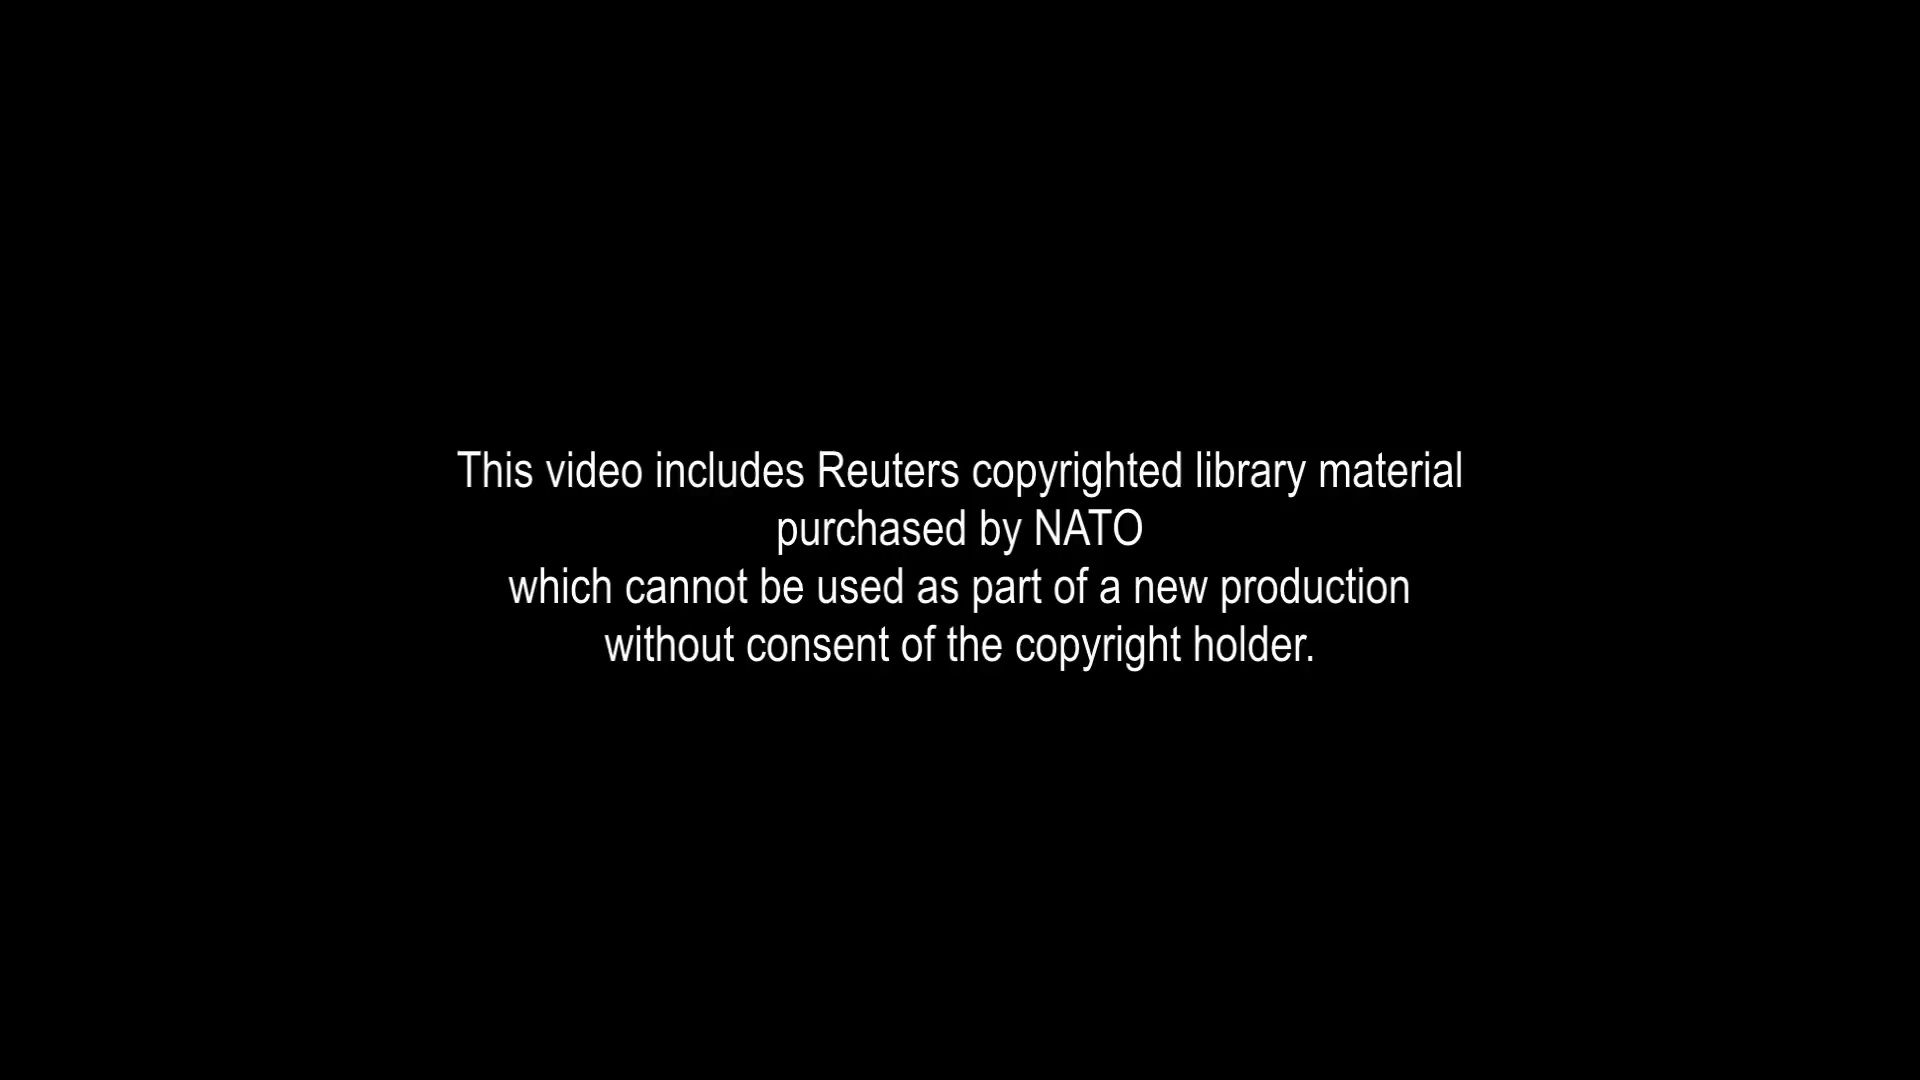 This video includes Reuters copyrighted library material
purchased by NATO
which cannot be used as part of a new production
without consent of the copyright holder.